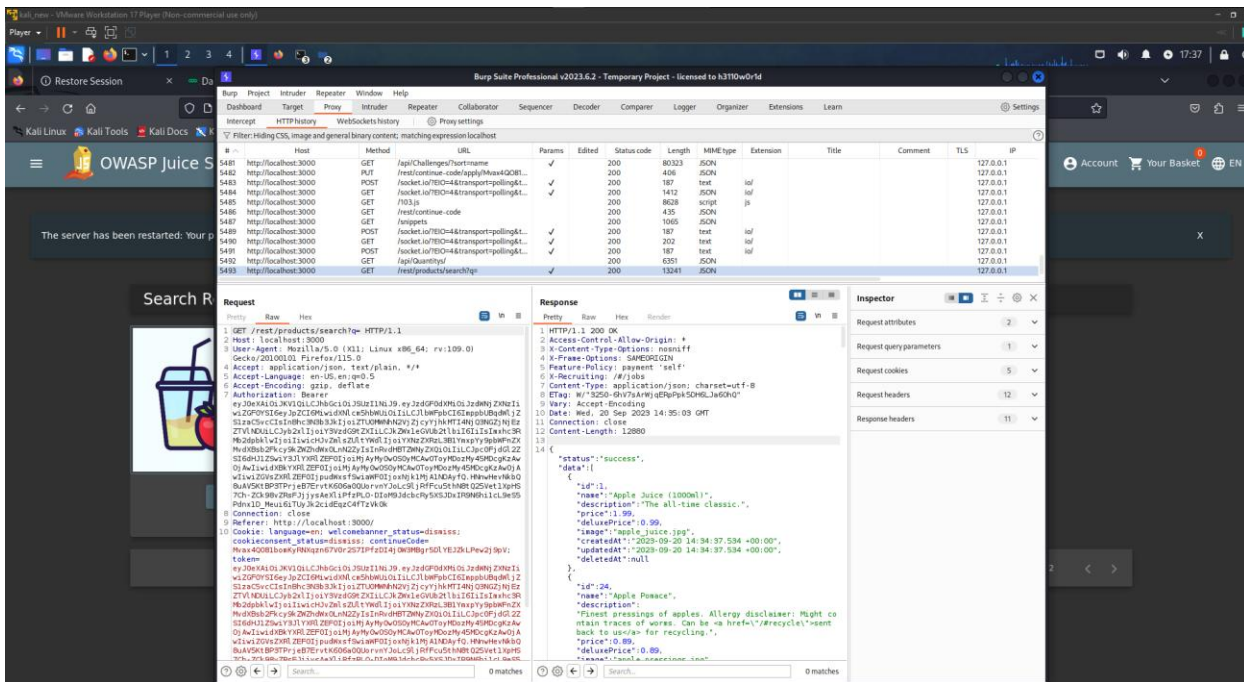 kali_new - VMware Workstation 17 Player (Non-commercial use only)
Player
1 2 3 4
17:37
Restore Session
Da
Kali Linux Kali Tools Kali Docs
OWASP Juice S
Account Your Basket 0 EN
The server has been restarted: Your p
X
Search R
2
Burp Suite Professional v2023.6.2 - Temporary Project - licensed to h3110w0r1d
Burp Project Intruder Repeater Window Help
Dashboard Target Proxy Intruder Repeater Collaborator Sequencer Decoder Comparer Logger Organizer Extensions Learn Settings
Intercept HTTP history WebSockets history Proxy settings
Filter: Hiding CSS, image and general binary content; matching expression localhost
# Host Method URL Params Edited Status code Length MIME type Extension Title Comment TLS IP
5481 http://localhost:3000 GET /api/Challenges/?sort=name ✓ 200 80323 JSON 127.0.0.1
5482 http://localhost:3000 PUT 200 406 JSON 127.0.0.1
5483 http://localhost:3000 POST /socket.io/?EIO=4&transport=polling&t... ✓ 200 187 text io/ 127.0.0.1
5484 http://localhost:3000 GET /socket.io/?EIO=4&transport=polling&t... ✓ 200 1412 JSON io/ 127.0.0.1
5485 http://localhost:3000 GET /103.js 200 8628 script js 127.0.0.1
5486 http://localhost:3000 GET /rest/continue-code 200 435 JSON 127.0.0.1
5487 http://localhost:3000 GET /snippets 200 1065 JSON 127.0.0.1
5489 http://localhost:3000 POST /socket.io/?EIO=4&transport=polling&t... ✓ 200 187 text io/ 127.0.0.1
5490 http://localhost:3000 GET /socket.io/?EIO=4&transport=polling&t... ✓ 200 202 text io/ 127.0.0.1
5491 http://localhost:3000 POST /socket.io/?EIO=4&transport=polling&t... ✓ 200 187 text io/ 127.0.0.1
5492 http://localhost:3000 GET /api/Quantitys/ 200 6351 JSON 127.0.0.1
5493 http://localhost:3000 GET /rest/products/search?q= ✓ 200 13241 JSON 127.0.0.1
Request
Pretty Raw Hex
1 GET /rest/products/search?q= HTTP/1.1
2 Host: localhost:3000
3 User-Agent: Mozilla/5.0 (X11; Linux x86_64; rv:109.0)
Gecko/20100101 Firefox/115.0
4 Accept: application/json, text/plain, */*
5 Accept-Language: en-US,en;q=0.5
6 Accept-Encoding: gzip, deflate
7 Authorization: Bearer
8 Connection: close
9 Referer: http://localhost:3000/
10 Cookie: language=en; welcomebanner_status=dismiss;
cookieconsent_status=dismiss; continueCode=
token=
Search... 0 matches
Response
Pretty Raw Hex Render
1 HTTP/1.1 200 OK
2 Access-Control-Allow-Origin: *
3 X-Content-Type-Options: nosniff
4 X-Frame-Options: SAMEORIGIN
5 Feature-Policy: payment 'self'
6 X-Recruiting: /#/jobs
7 Content-Type: application/json; charset=utf-8
8 ETag:
9 Vary: Accept-Encoding
10 Date: Wed, 20 Sep 2023 14:35:03 GMT
11 Connection: close
12 Content-Length: 12880
13
14 {
"status":"success",
"data":[
{
"id":1,
"name":"Apple Juice (1000ml)",
"description":"The all-time classic.",
"price":1.99,
"deluxePrice":0.99,
"image":"apple_juice.jpg",
"createdAt":"2023-09-20 14:34:37.534 +00:00",
"updatedAt":"2023-09-20 14:34:37.534 +00:00",
"deletedAt":null
},
{
"id":24,
"name":"Apple Pomace",
"description":
"Finest pressings of apples. Allergy disclaimer: Might co
ntain traces of worms. Can be <a href=\"/#recycle\">sent
back to us</a> for recycling.",
"price":0.89,
"deluxePrice":0.89,
"image":"apple_pressings.jpg",
Search... 0 matches
Inspector
Request attributes 2
Request query parameters 1
Request cookies 5
Request headers 12
Response headers 11